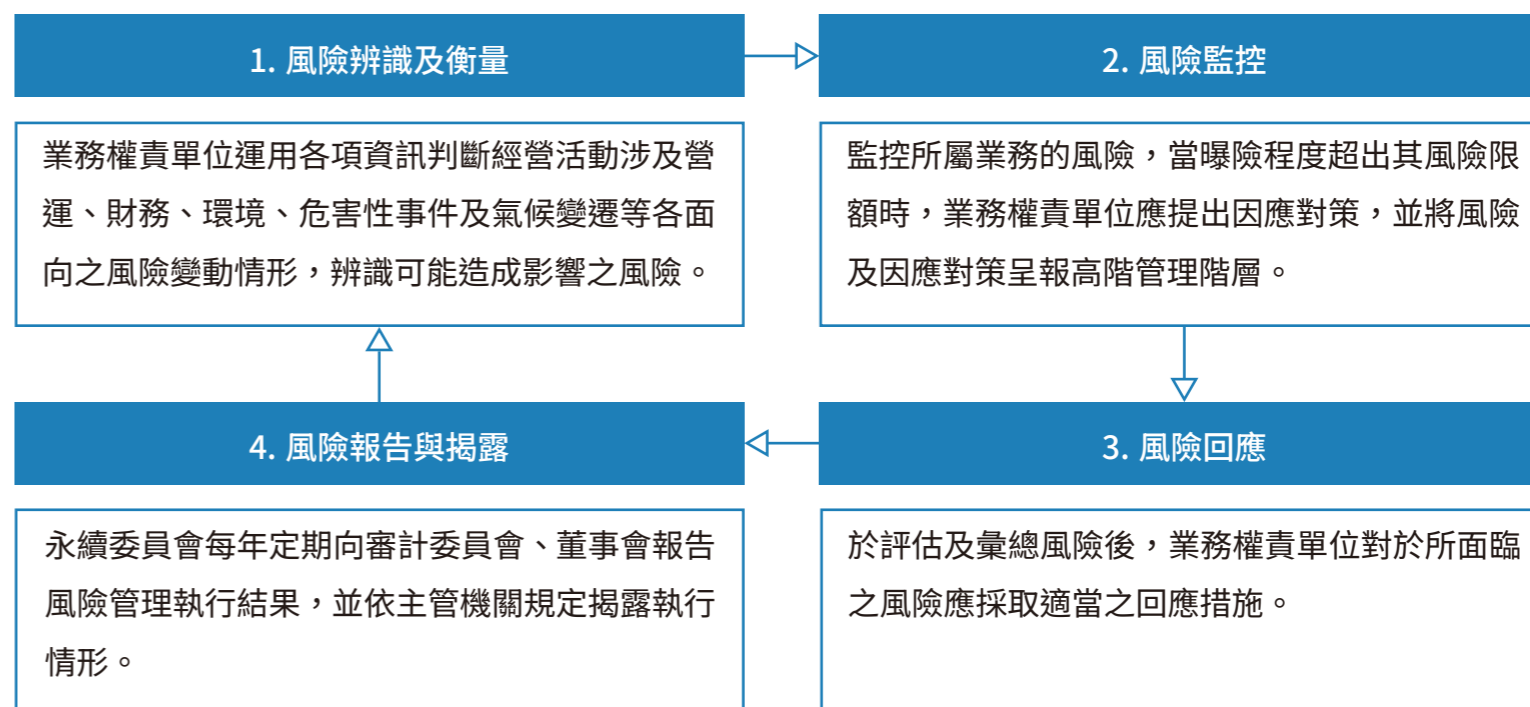 1. 風險辨識及衡量
業務權責單位運用各項資訊判斷經營活動涉及營
運、財務、環境、危害性事件及氣候變遷等各面
向之風險變動情形，辨識可能造成影響之風險。
2. 風險監控
監控所屬業務的風險，當曝險程度超出其風險限
額時，業務權責單位應提出因應對策，並將風險
及因應對策呈報高階管理階層。
3. 風險回應
於評估及彙總風險後，業務權責單位對於所面臨
之風險應採取適當之回應措施。
4. 風險報告與揭露
永續委員會每年定期向審計委員會、董事會報告
風險管理執行結果，並依主管機關規定揭露執行
情形。